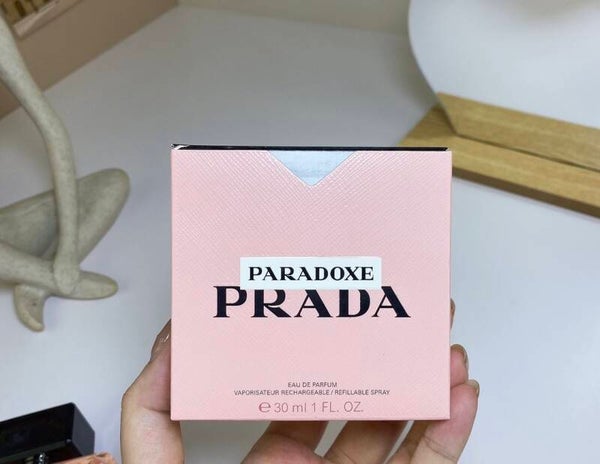 PARADOXE
PRADA
EAU DE PARFUM
VAPORISATEUR RECHARGEABLE / REFILLABLE SPRAY
℮ 30 ml 1 FL. OZ.